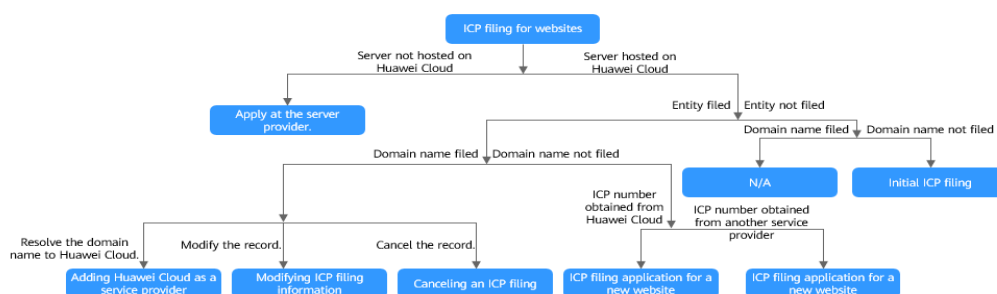 ICP filing for websites
Server not hosted on
Huawei Cloud
Server hosted on
Huawei Cloud
Apply at the server
provider.
Entity filed
Entity not filed
Domain name filed
Domain name not filed
Domain name filed
Domain name not filed
N/A
Initial ICP filing
ICP number
obtained from
Huawei Cloud
ICP number obtained
from another service
provider
Resolve the domain
name to Huawei Cloud.
Modify the record.
Cancel the record.
Adding Huawei Cloud as a
service provider
Modifying ICP filing
information
Canceling an ICP filing
ICP filing application for a
new website
ICP filing application for a
new website